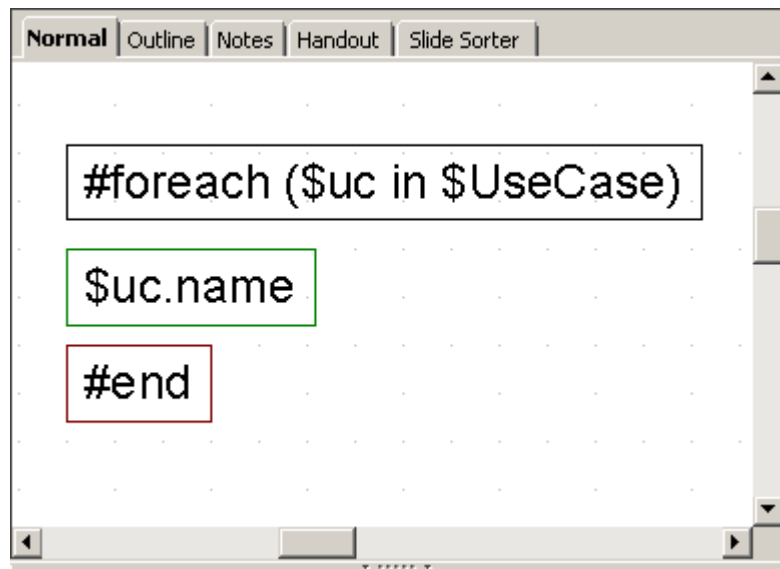 Normal Outline Notes Handout Slide Sorter
#foreach ($uc in $UseCase)
$uc.name
#end